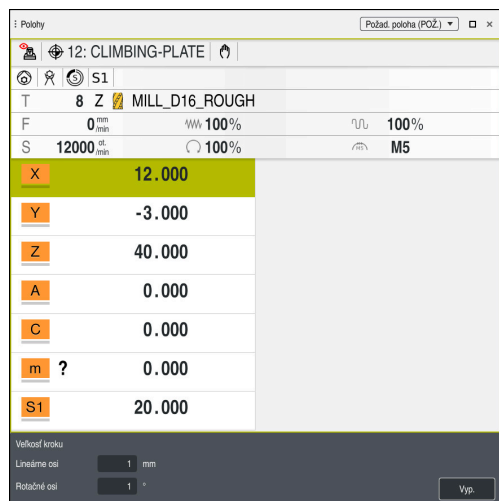 Polohy
Požad. poloha (POŽ.)
12: CLIMBING-PLATE
S1
T 8 Z MILL_D16_ROUGH
F 0 mm/min 100% 100%
S 12000 ot./min 100% M5
X 12.000
Y -3.000
Z 40.000
A 0.000
C 0.000
m ? 0.000
S1 20.000
Veľkosť kroku
Lineárne osi 1 mm
Rotačné osi 1 °
Vyp.